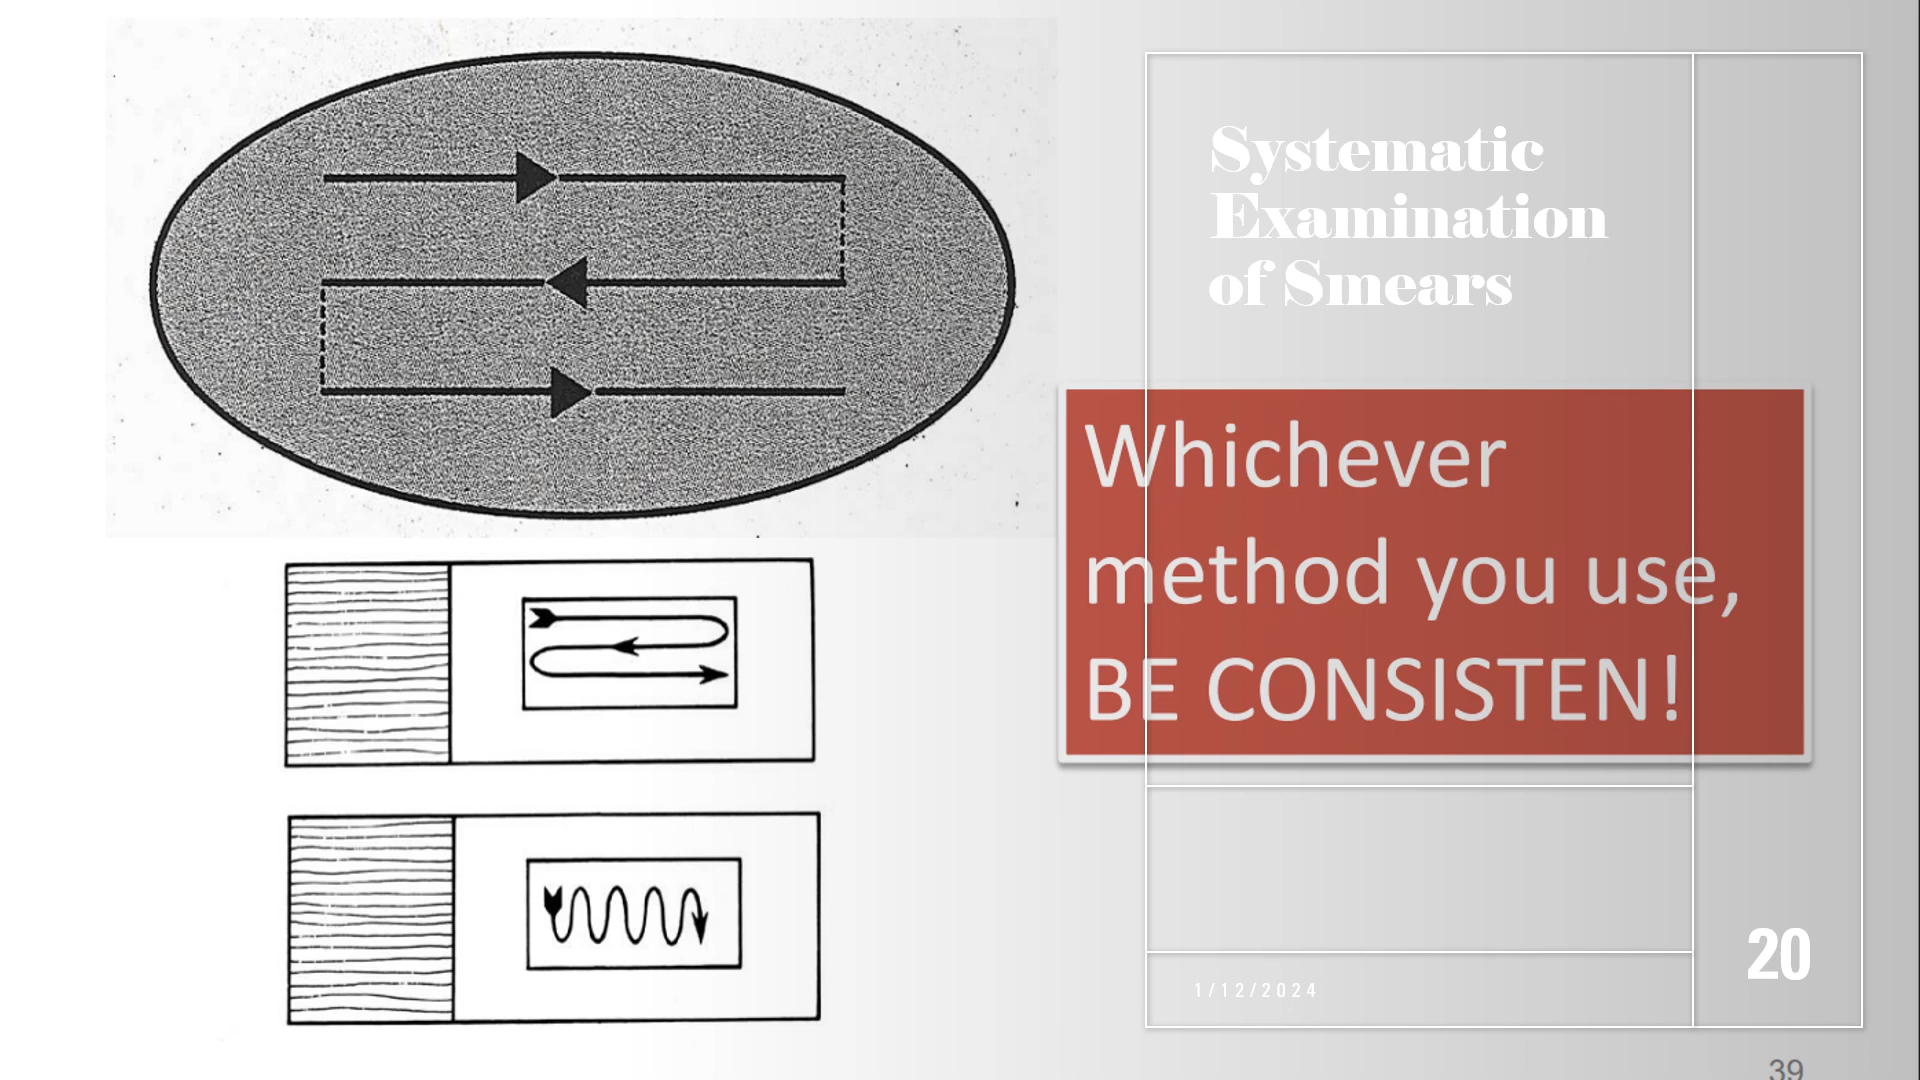 Systematic
Examination
of Smears
Whichever
method you use,
BE CONSISTEN!
20
1/12/2024
39